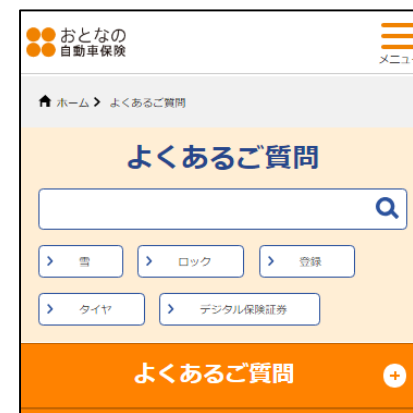 おとなの
自動車保険
メニュー
ホーム よくあるご質問
よくあるご質問
雪 ロック 登録
タイヤ デジタル保険証券
よくあるご質問